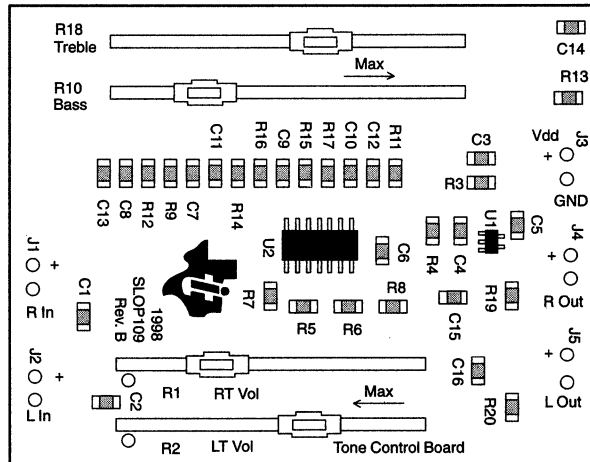 R18
Treble
C14
Max
R13
R10
Bass
C11
R16
C9
R15
R17
C10
C12
R11
C3
Vdd
J3
+
R3
GND
C13
C8
R12
R9
C7
R14
U2
C6
R4
C4
U1
C5
J4
+
J1
+
R In
C1
1998
SLOP109
Rev. B
R7
R5
R6
R8
C15
R19
R Out
J2
+
L In
C2
R1
RT Vol
Max
C16
J5
+
L Out
R20
R2
LT Vol
Tone Control Board